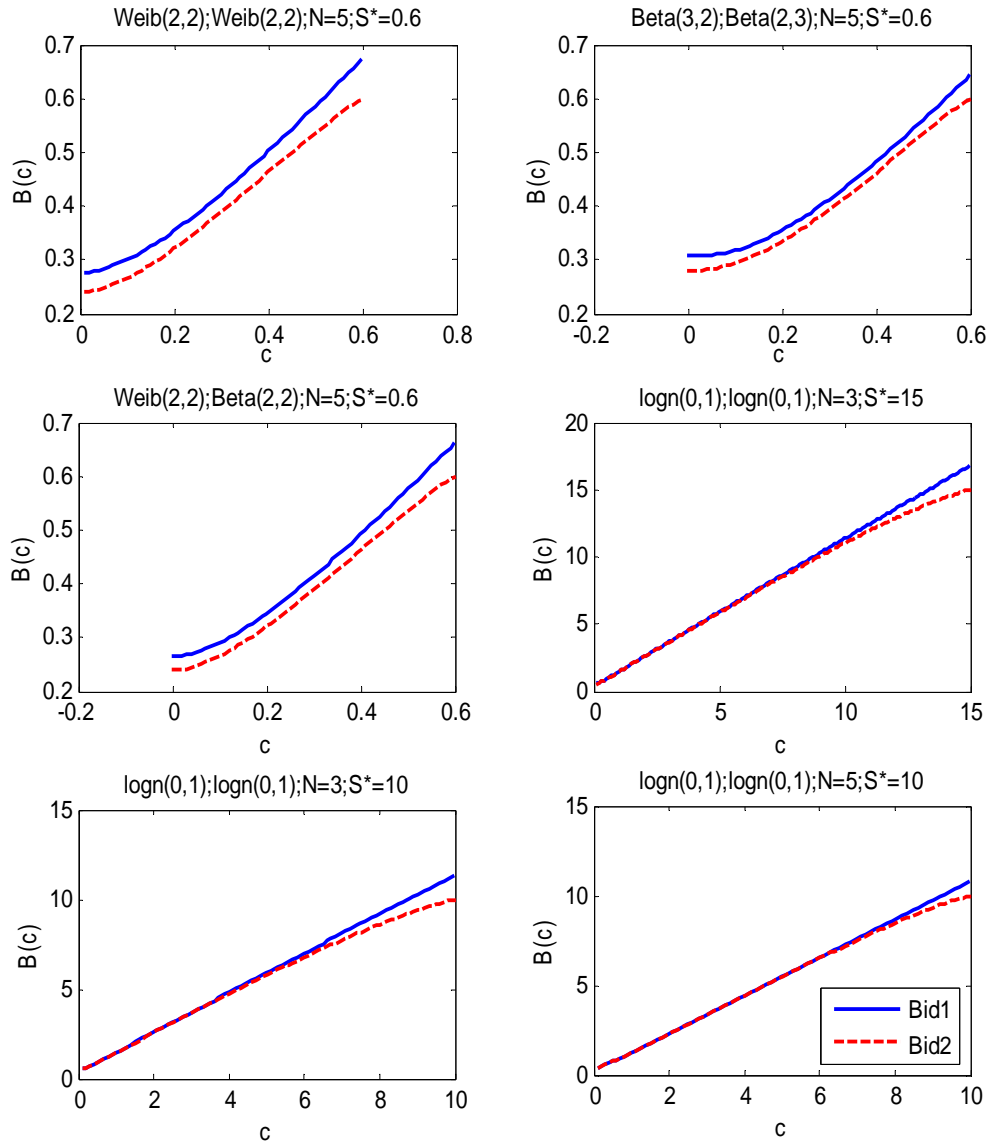 Weib(2,2);Weib(2,2);N=5;S*=0.6
0.7
0.6
0.5
0.4
0.3
0.2
B(c)
0 0.2 0.4 0.6 0.8
c
Beta(3,2);Beta(2,3);N=5;S*=0.6
0.7
0.6
0.5
0.4
0.3
0.2
B(c)
-0.2 0 0.2 0.4 0.6
c
Weib(2,2);Beta(2,2);N=5;S*=0.6
0.7
0.6
0.5
0.4
0.3
0.2
B(c)
-0.2 0 0.2 0.4 0.6
c
logn(0,1);logn(0,1);N=3;S*=15
20
15
10
5
0
B(c)
0 5 10 15
c
logn(0,1);logn(0,1);N=3;S*=10
15
10
5
0
B(c)
0 2 4 6 8 10
c
logn(0,1);logn(0,1);N=5;S*=10
15
10
5
0
B(c)
Bid1
Bid2
0 2 4 6 8 10
c